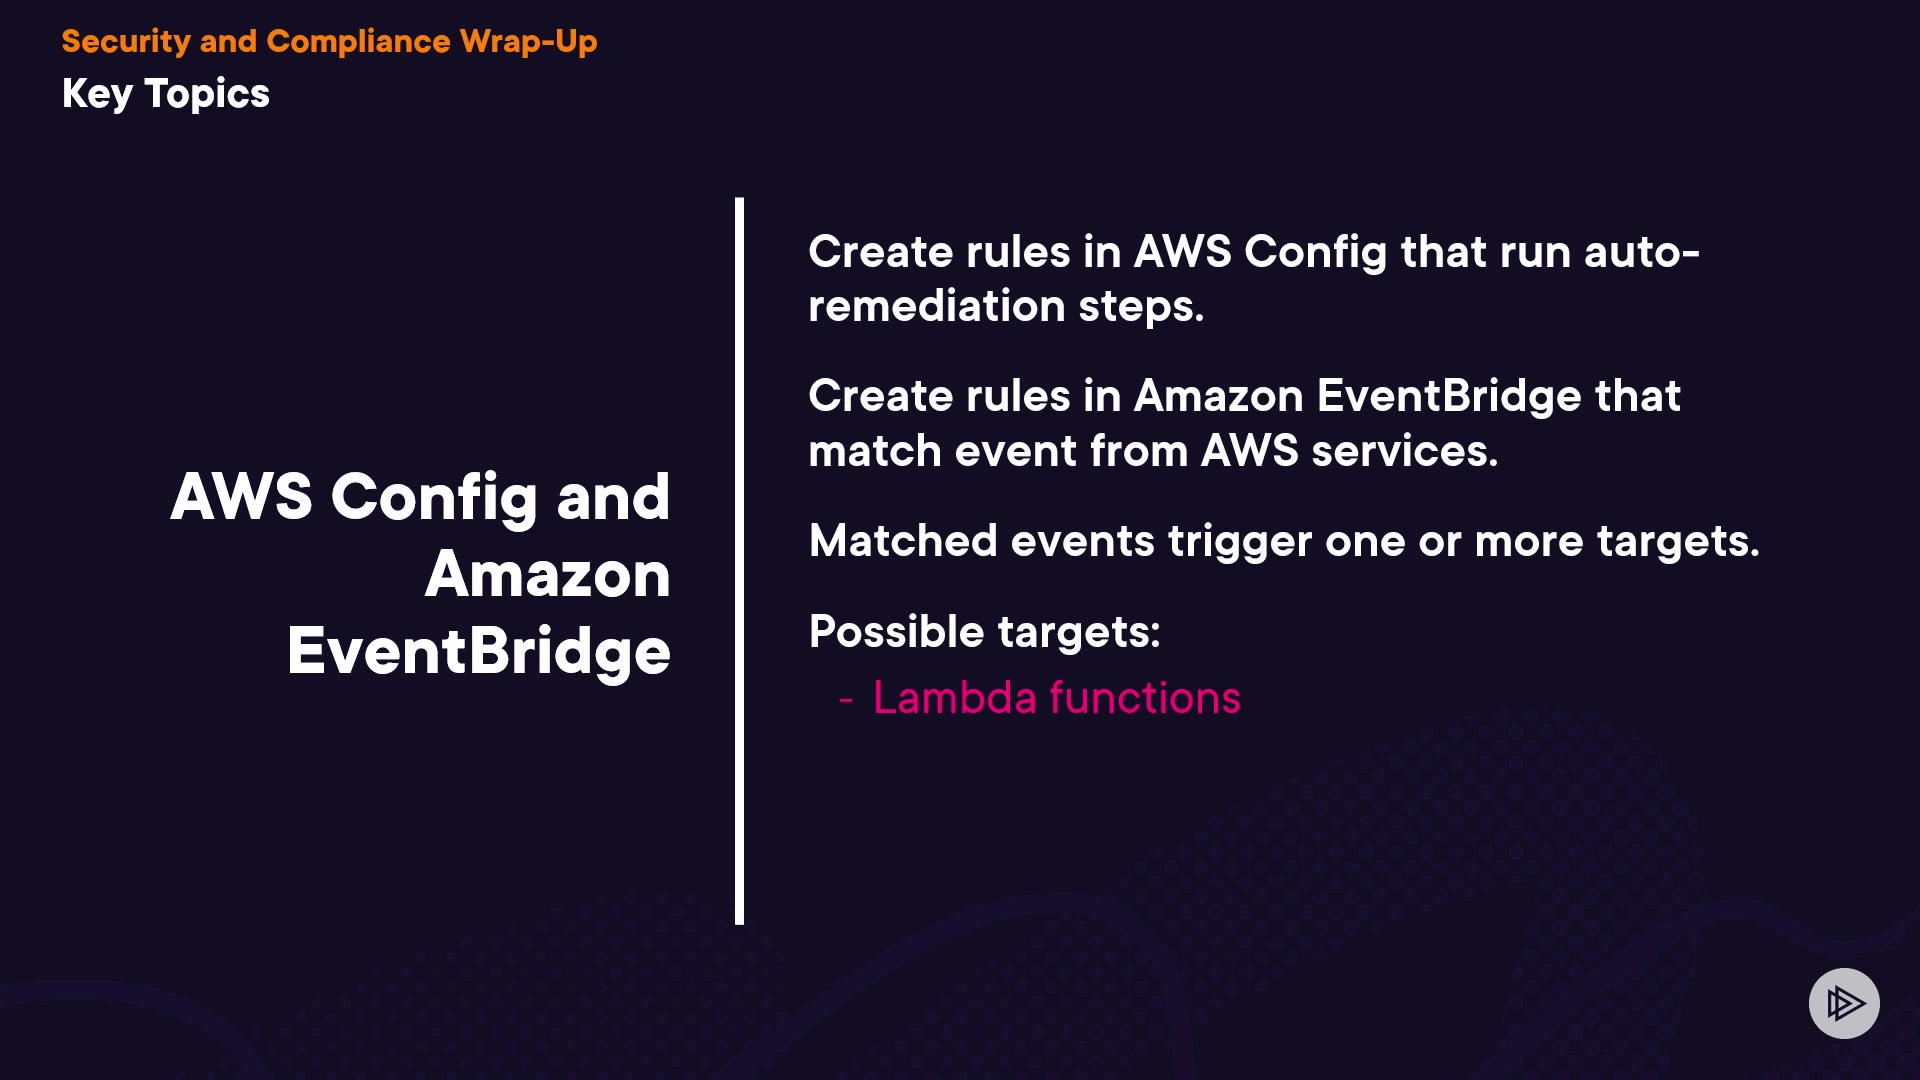 Security and Compliance Wrap-Up
Key Topics
AWS Config and
Amazon
EventBridge
Create rules in AWS Config that run auto-
remediation steps.
Create rules in Amazon EventBridge that
match event from AWS services.
Matched events trigger one or more targets.
Possible targets:
- Lambda functions